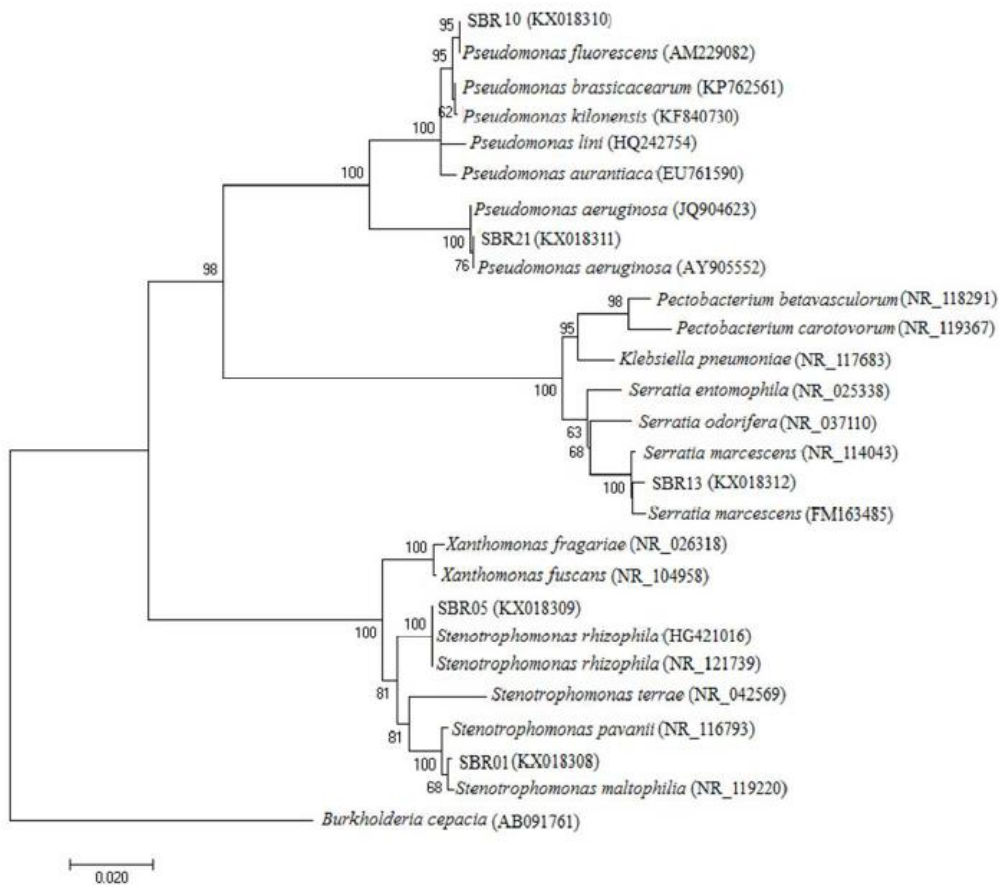 95
SBR 10 (KX018310)
95
Pseudomonas fluorescens (AM229082)
Pseudomonas brassicacearum (KP762561)
62
Pseudomonas kilonensis (KF840730)
100
Pseudomonas lini (HQ242754)
100
Pseudomonas aurantiaca (EU761590)
Pseudomonas aeruginosa (JQ904623)
100
SBR21 (KX018311)
76
Pseudomonas aeruginosa (AY905552)
98
98
Pectobacterium betavasculorum (NR_118291)
95
Pectobacterium carotovorum (NR_119367)
Klebsiella pneumoniae (NR_117683)
100
Serratia entomophila (NR_025338)
63
Serratia odorifera (NR_037110)
68
Serratia marcescens (NR_114043)
100
SBR13 (KX018312)
Serratia marcescens (FM163485)
100
Xanthomonas fragariae (NR_026318)
Xanthomonas fuscans (NR_104958)
100
SBR05 (KX018309)
100
Stenotrophomonas rhizophila (HG421016)
Stenotrophomonas rhizophila (NR_121739)
81
Stenotrophomonas terrae (NR_042569)
81
Stenotrophomonas pavanii (NR_116793)
100
SBR01 (KX018308)
68
Stenotrophomonas maltophilia (NR_119220)
Burkholderia cepacia (AB091761)
0.020